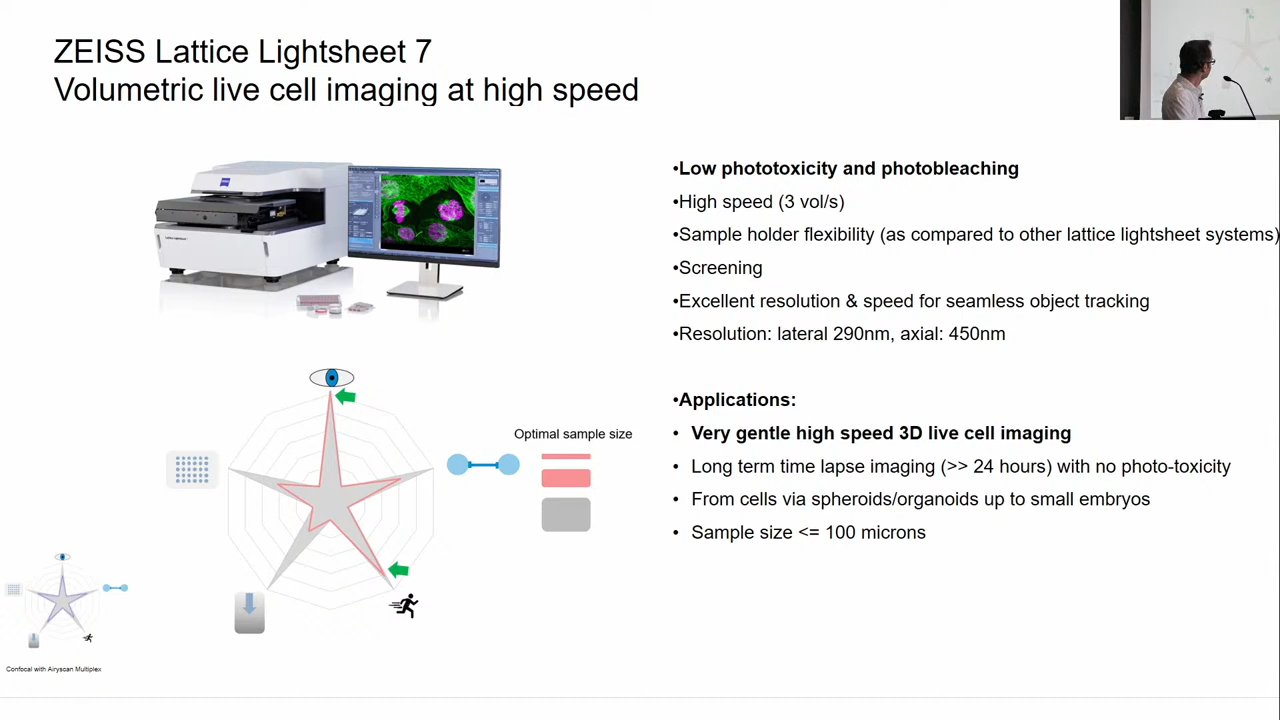 ZEISS Lattice Lightsheet 7
Volumetric live cell imaging at high speed
•Low phototoxicity and photobleaching
•High speed (3 vol/s)
•Sample holder flexibility (as compared to other lattice lightsheet systems)
•Screening
•Excellent resolution & speed for seamless object tracking
•Resolution: lateral 290nm, axial: 450nm
Optimal sample size
•Applications:
• Very gentle high speed 3D live cell imaging
• Long term time lapse imaging (>> 24 hours) with no photo-toxicity
• From cells via spheroids/organoids up to small embryos
• Sample size <= 100 microns
Confocal with Airyscan Multiplex